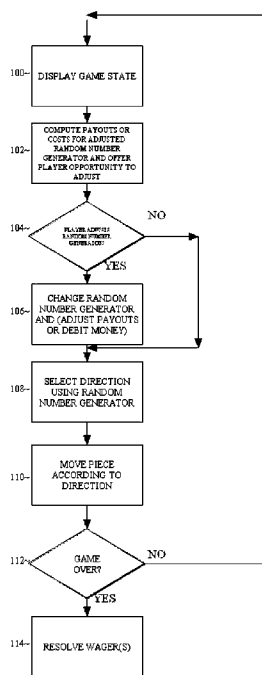 100
DISPLAY GAME STATE
102
COMPUTE PAYOUTS OR
COSTS FOR ADJUSTED
RANDOM NUMBER
GENERATOR AND OFFER
PLAYER OPPORTUNITY TO
ADJUST
104
PLAYER ADJUSTS
RANDOM NUMBER
GENERATOR?
NO
YES
106
CHANGE RANDOM
NUMBER GENERATOR
AND (ADJUST PAYOUTS
OR DEBIT MONEY)
108
SELECT DIRECTION
USING RANDOM
NUMBER GENERATOR
110
MOVE PIECE
ACCORDING TO
DIRECTION
112
GAME
OVER?
NO
YES
114
RESOLVE WAGER(S)